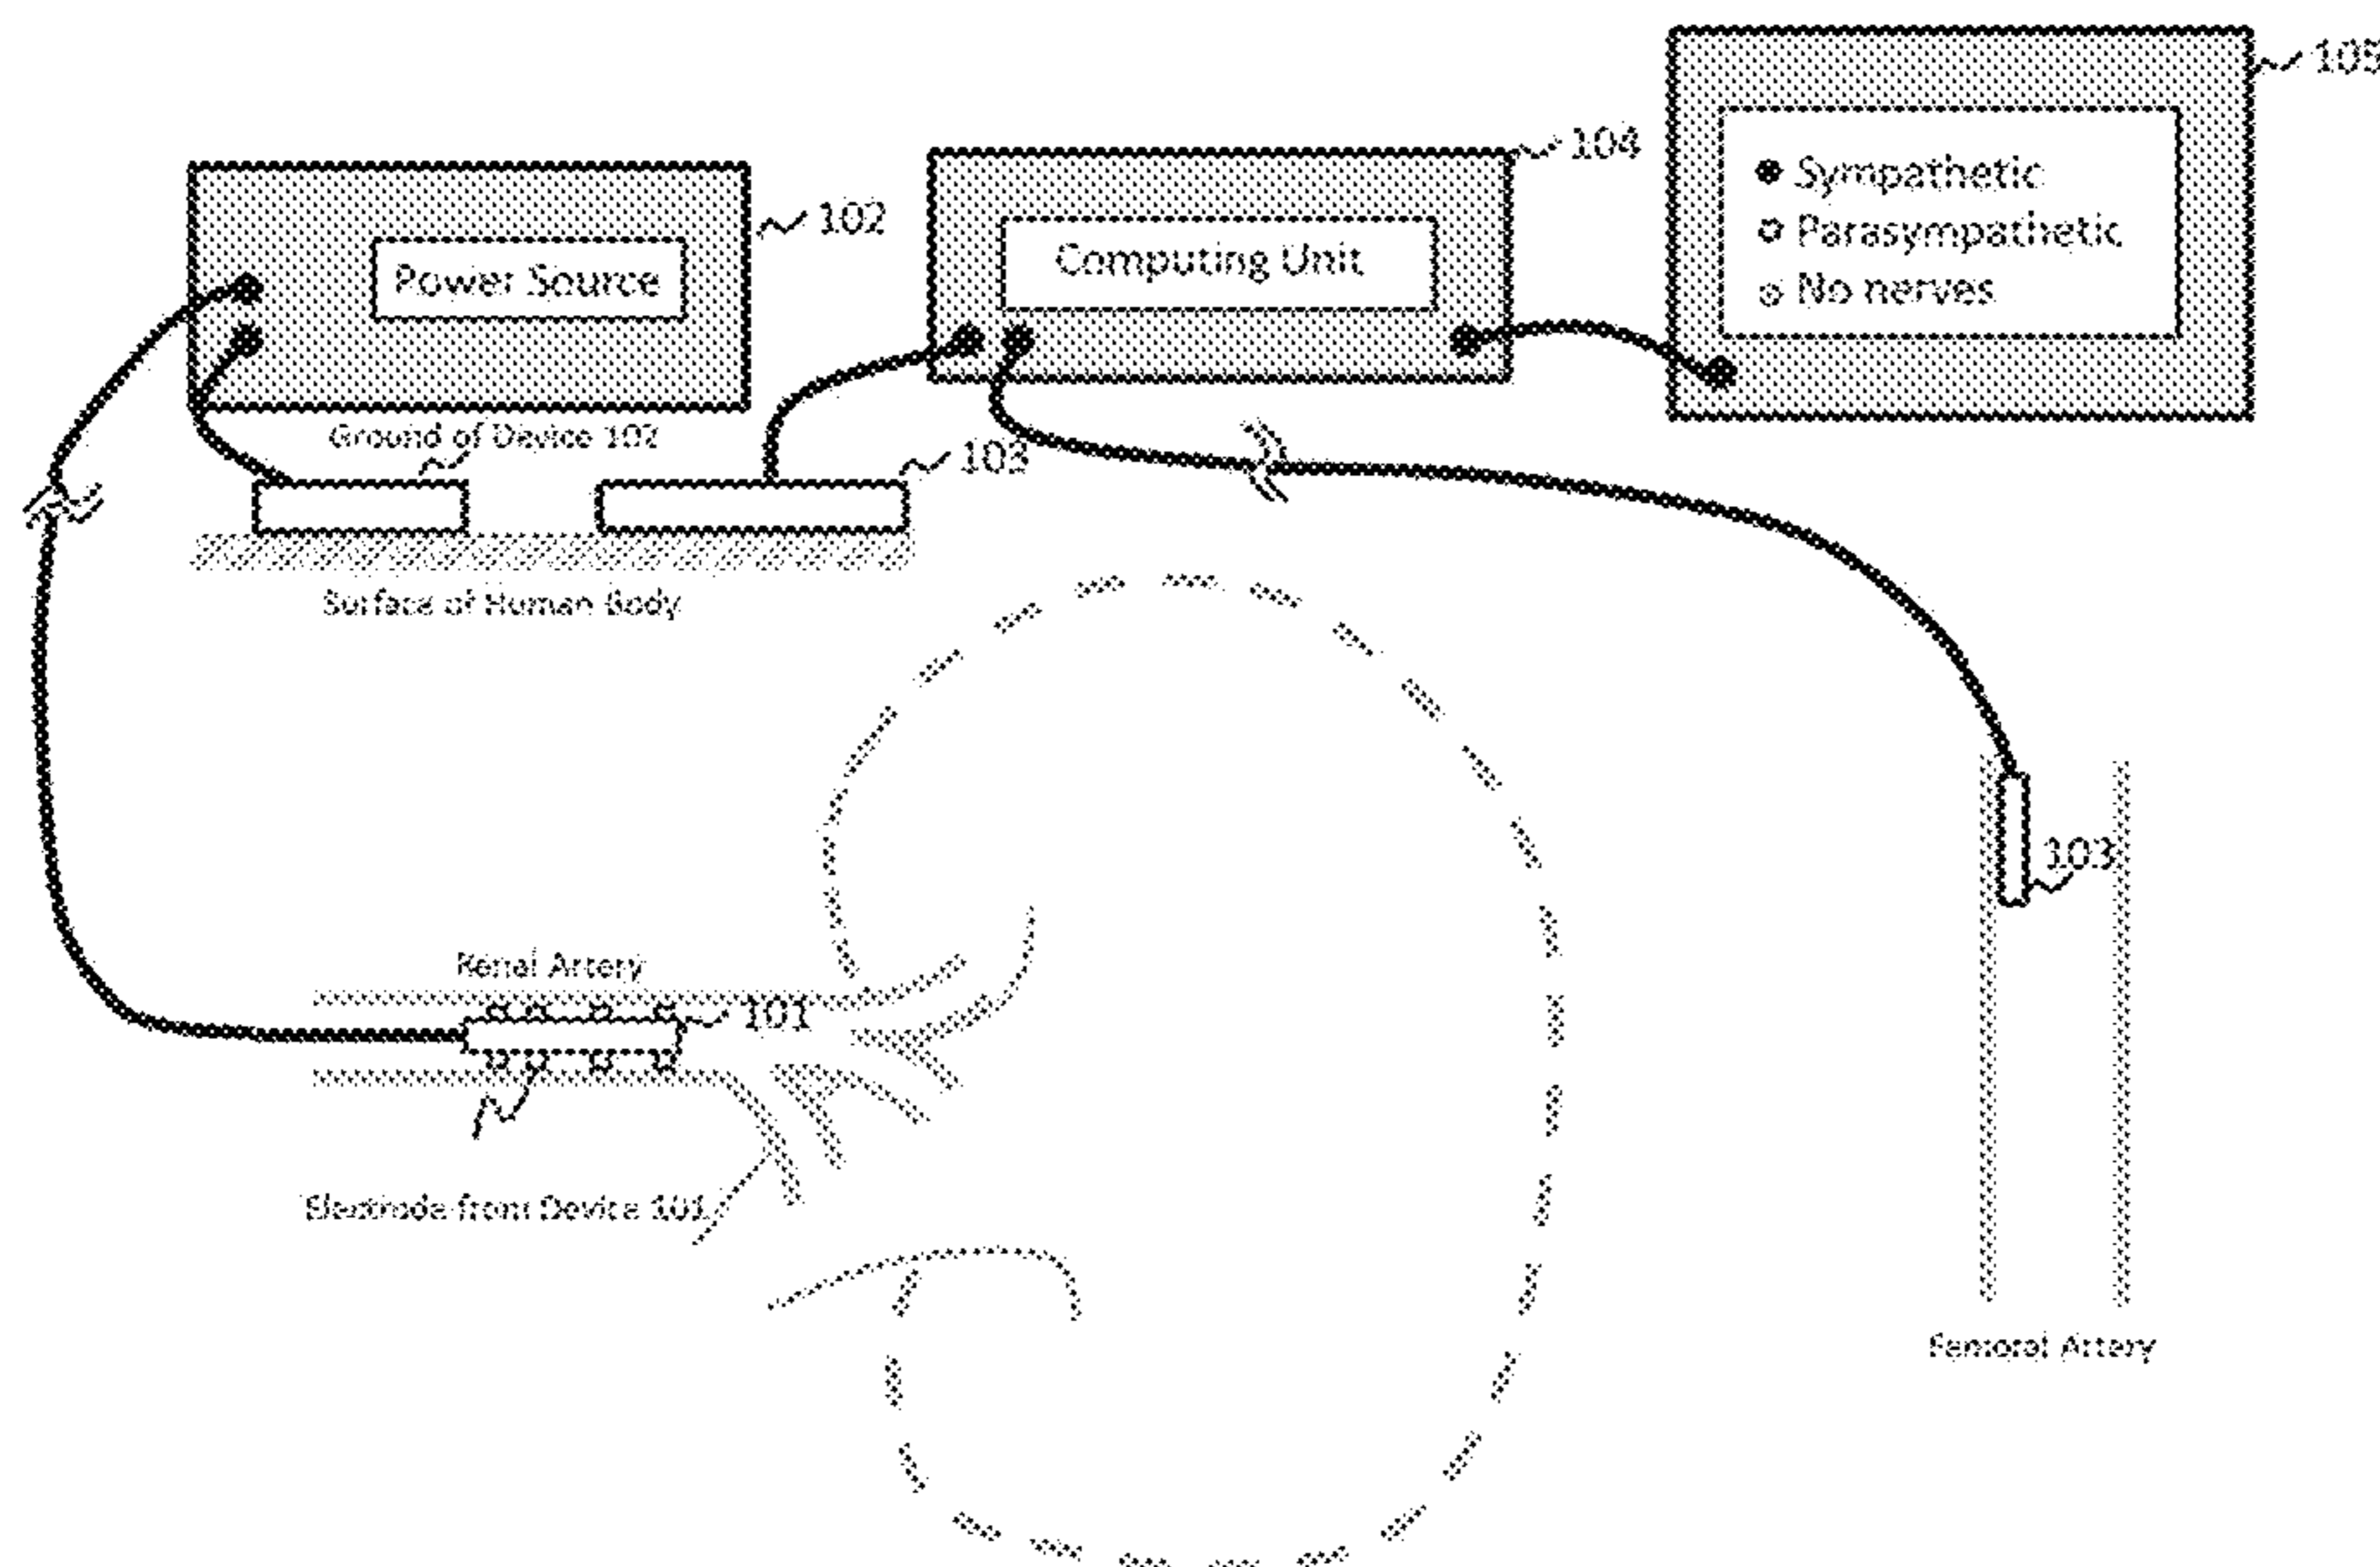 105
104
102
Sympathetic
Parasympathetic
No nerves
Computing Unit
Power Source
Ground of Device 102
103
Surface of Human Body
103
Renal Artery
101
Electrode from Device 101
Femoral Artery